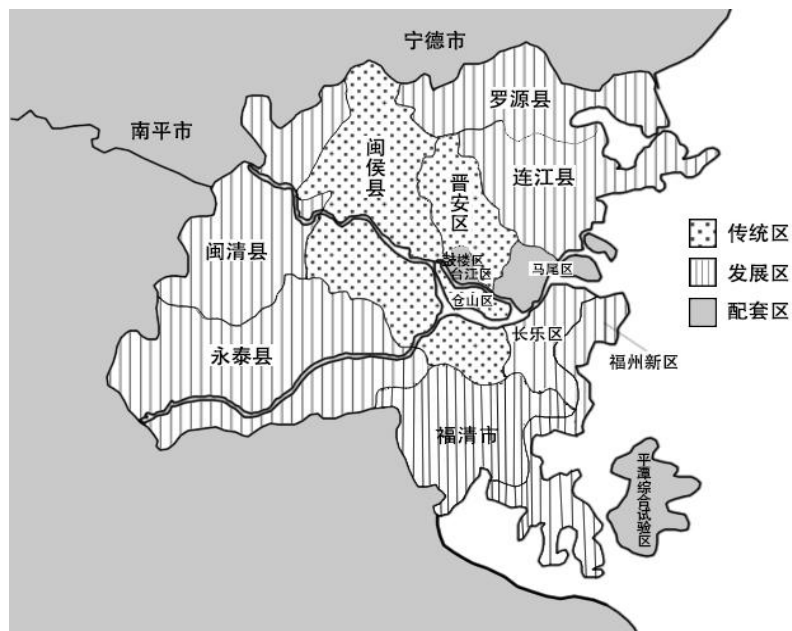 宁德市
南平市
罗源县
闽侯县
晋安区
连江县
闽清县
鼓楼区
台江区
马尾区
仓山区
永泰县
长乐区
福州新区
福清市
平潭综合试验区
传统区
发展区
配套区